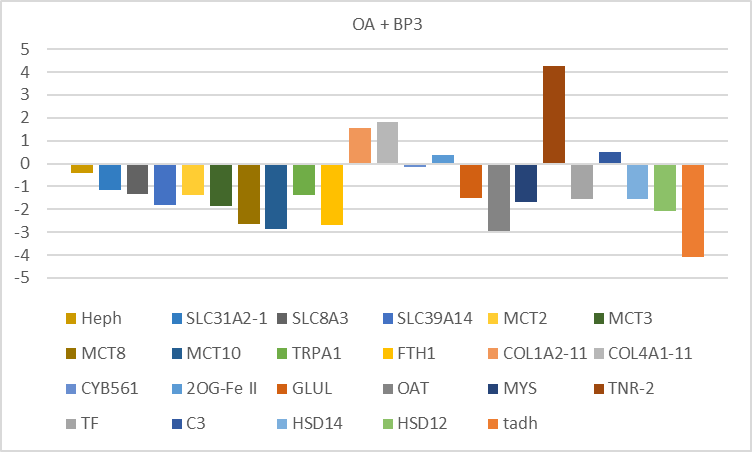 OA + BP3
5
4
3
2
1
0
-1
-2
-3
-4
-5
Heph SLC31A2-1 SLC8A3 SLC39A14 MCT2 MCT3
MCT8 MCT10 TRPA1 FTH1 COL1A2-11 COL4A1-11
CYB561 2OG-Fe II GLUL OAT MYS TNR-2
TF C3 HSD14 HSD12 tadh